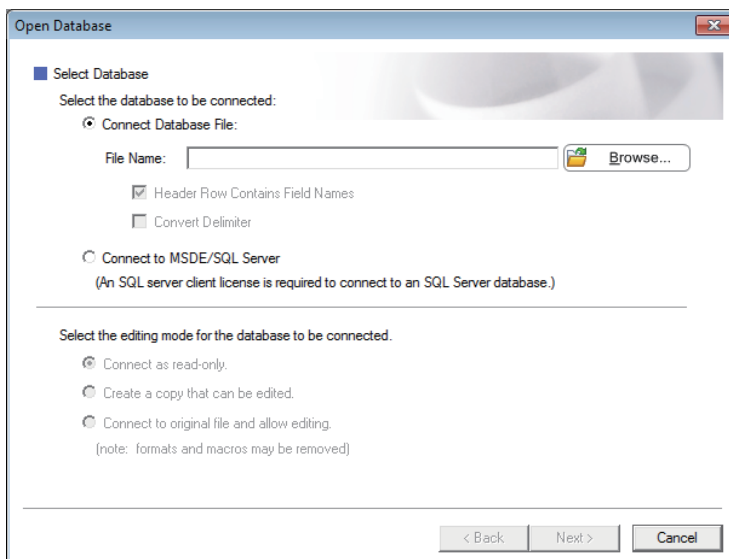 Open Database
Select Database
Select the database to be connected:
Connect Database File:
File Name:
Browse...
Header Row Contains Field Names
Convert Delimiter
Connect to MSDE/SQL Server
(An SQL server client license is required to connect to an SQL Server database.)
Select the editing mode for the database to be connected.
Connect as read-only.
Create a copy that can be edited.
Connect to original file and allow editing.
(note: formats and macros may be removed)
< Back
Next >
Cancel